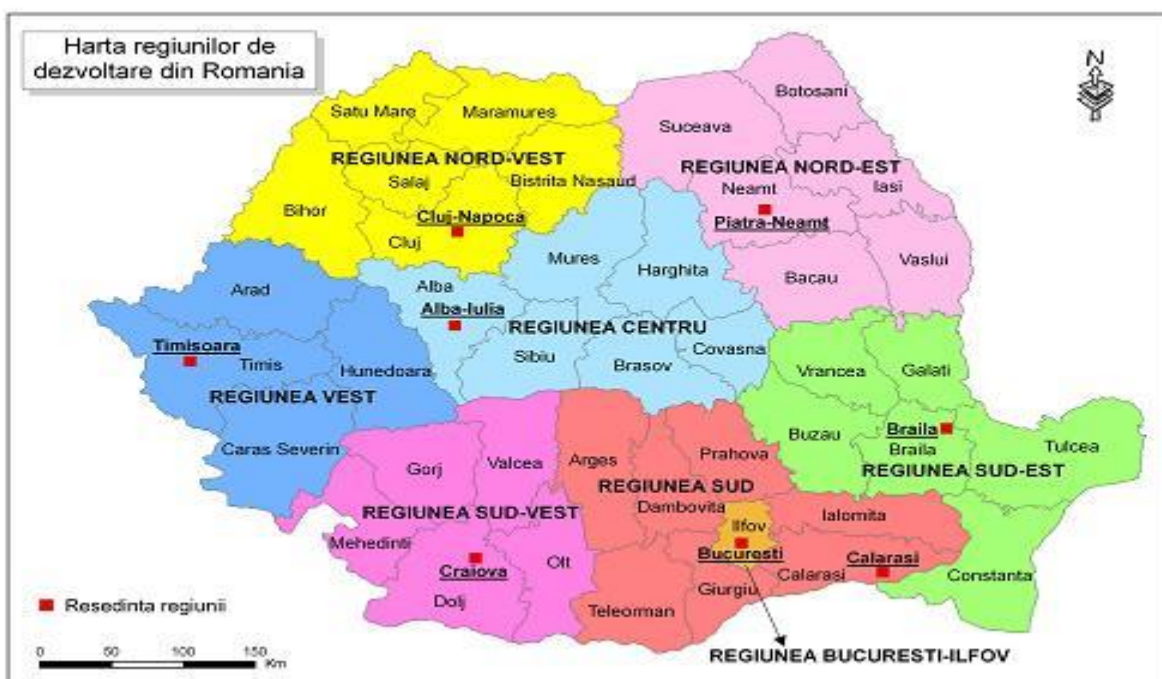 Harta regiunilor de
dezvoltare din Romania
N
Botosani
Satu Mare
Maramures
Suceava
REGIUNEA NORD-VEST
REGIUNEA NORD-EST
Salaj
Bistrita Nasaud
Neamt
Iasi
Bihor
Cluj-Napoca
Piatra-Neamt
Cluj
Mures
Harghita
Bacau
Vaslui
Arad
Alba
Alba-Iulia
REGIUNEA CENTRU
Timisoara
Timis
Hunedoara
Sibiu
Brasov
Covasna
Vrancea
Galati
REGIUNEA VEST
Caras Severin
Buzau
Braila
Braila
Tulcea
REGIUNEA SUD-EST
Gorj
Valcea
Arges
Prahova
REGIUNEA SUD
REGIUNEA SUD-VEST
Dambovita
Ilfov
Ialomita
Mehedinti
Craiova
Olt
Bucuresti
Calarasi
Calarasi
Constanta
Dolj
Teleorman
Giurgiu
Resedinta regiunii
0 50 100 150
Km
REGIUNEA BUCURESTI-ILFOV